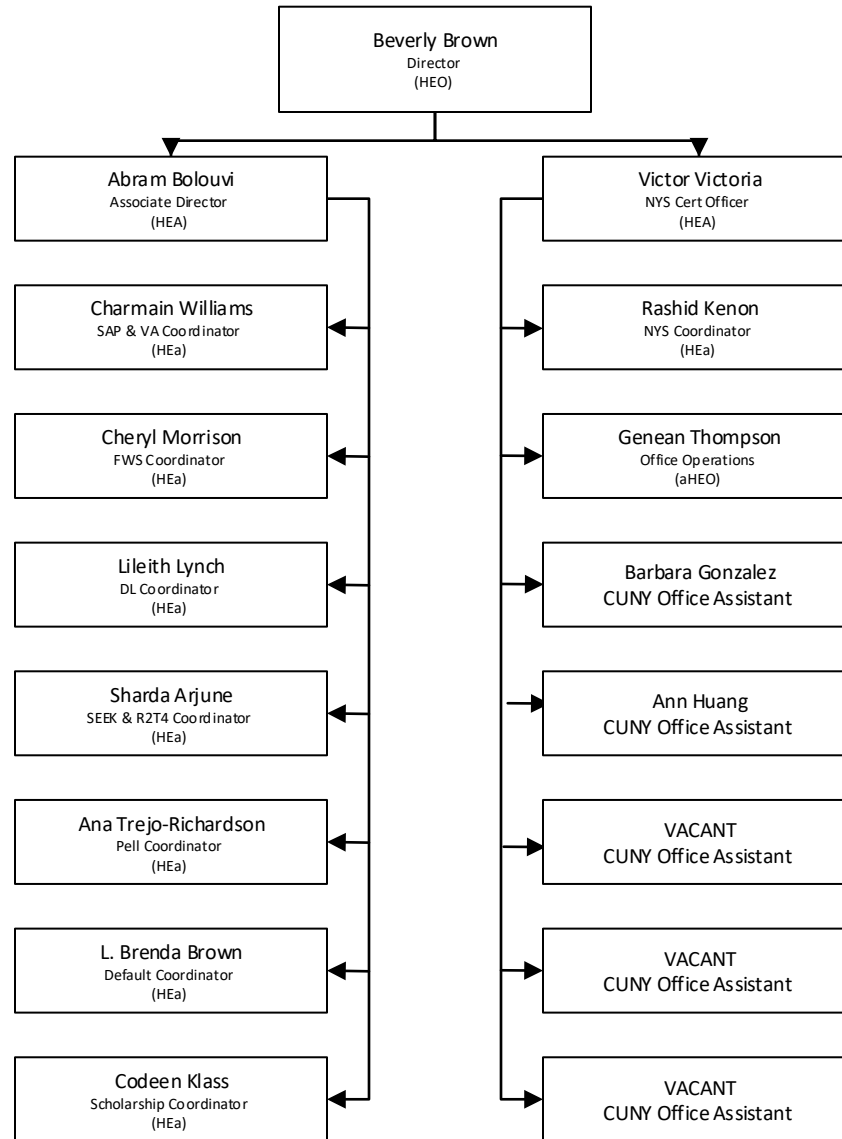 Beverly Brown
Director
(HEO)
Abram Bolouvi
Associate Director
(HEA)
Victor Victoria
NYS Cert Officer
(HEA)
Charmain Williams
SAP & VA Coordinator
(HEa)
Rashid Kenon
NYS Coordinator
(HEa)
Cheryl Morrison
FWS Coordinator
(HEa)
Genean Thompson
Office Operations
(aHEO)
Lileith Lynch
DL Coordinator
(HEa)
Barbara Gonzalez
CUNY Office Assistant
Sharda Arjune
SEEK & R2T4 Coordinator
(HEa)
Ann Huang
CUNY Office Assistant
Ana Trejo-Richardson
Pell Coordinator
(HEa)
VACANT
CUNY Office Assistant
L. Brenda Brown
Default Coordinator
(HEa)
VACANT
CUNY Office Assistant
Codeen Klass
Scholarship Coordinator
(HEa)
VACANT
CUNY Office Assistant